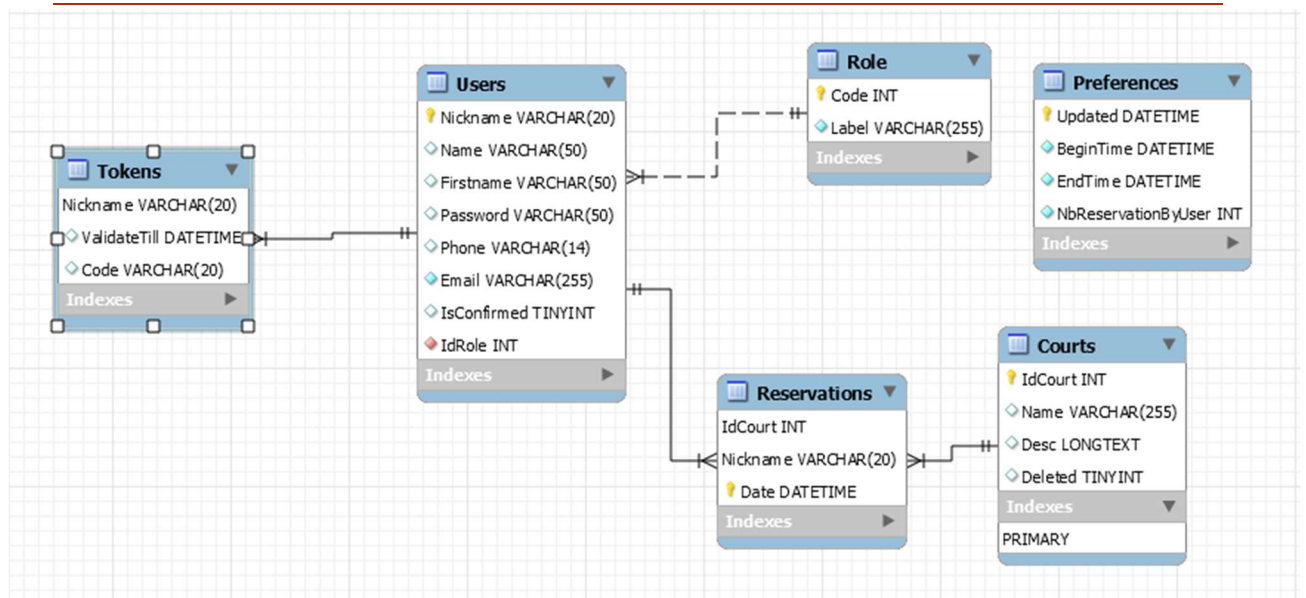 Tokens
Nickname VARCHAR(20)
ValidateTill DATETIME
Code VARCHAR(20)
Indexes
Users
Nickname VARCHAR(20)
Name VARCHAR(50)
Firstname VARCHAR(50)
Password VARCHAR(50)
Phone VARCHAR(14)
Email VARCHAR(255)
IsConfirmed TINYINT
IdRole INT
Indexes
Role
Code INT
Label VARCHAR(255)
Indexes
Preferences
Updated DATETIME
BeginTime DATETIME
EndTime DATETIME
NbReservationByUser INT
Indexes
Reservations
IdCourt INT
Nickname VARCHAR(20)
Date DATETIME
Indexes
Courts
IdCourt INT
Name VARCHAR(255)
Desc LONGTEXT
Deleted TINYINT
Indexes
PRIMARY